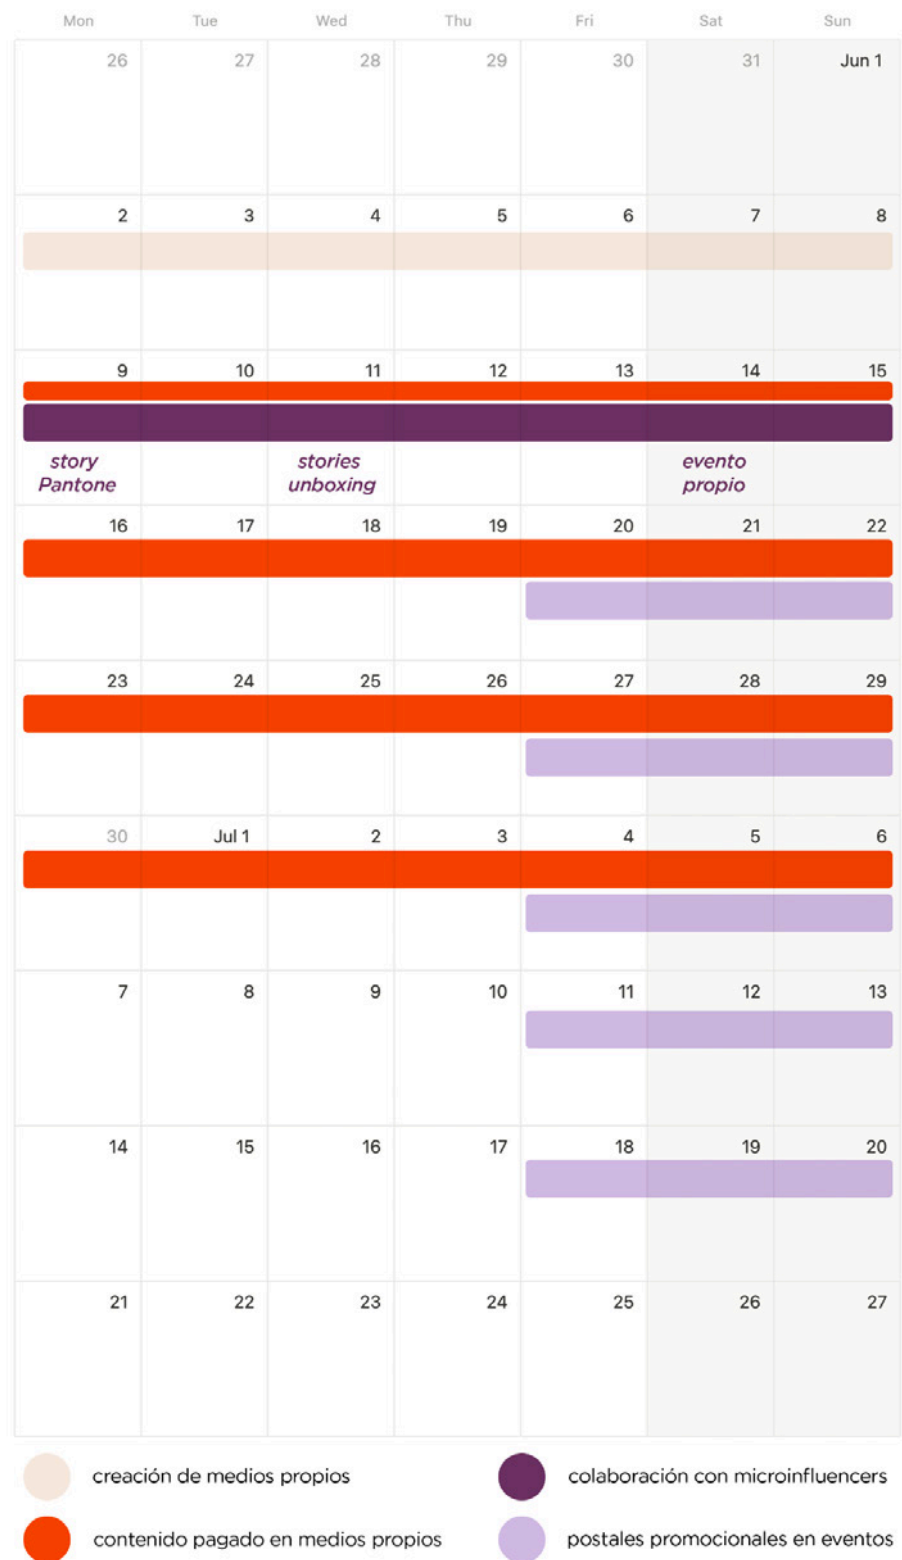 Mon Tue Wed Thu Fri Sat Sun
26 27 28 29 30 31 Jun 1
2 3 4 5 6 7 8
9 10 11 12 13 14 15
story stories evento
Pantone unboxing propio
16 17 18 19 20 21 22
23 24 25 26 27 28 29
30 Jul 1 2 3 4 5 6
7 8 9 10 11 12 13
14 15 16 17 18 19 20
21 22 23 24 25 26 27
creación de medios propios colaboración con microinfluencers
contenido pagado en medios propios postales promocionales en eventos